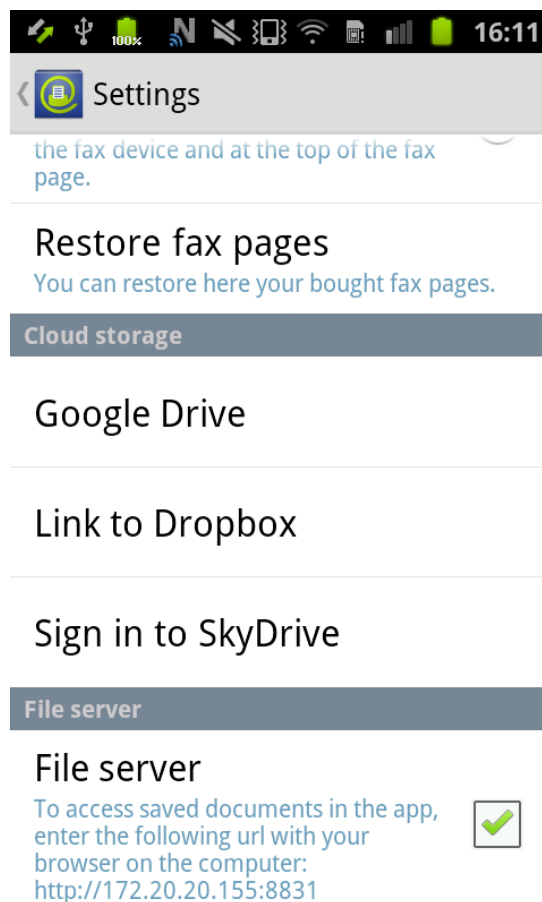 100%
16:11
Settings
the fax device and at the top of the fax
page.
Restore fax pages
You can restore here your bought fax pages.
Cloud storage
Google Drive
Link to Dropbox
Sign in to SkyDrive
File server
File server
To access saved documents in the app,
enter the following url with your
browser on the computer:
http://172.20.20.155:8831